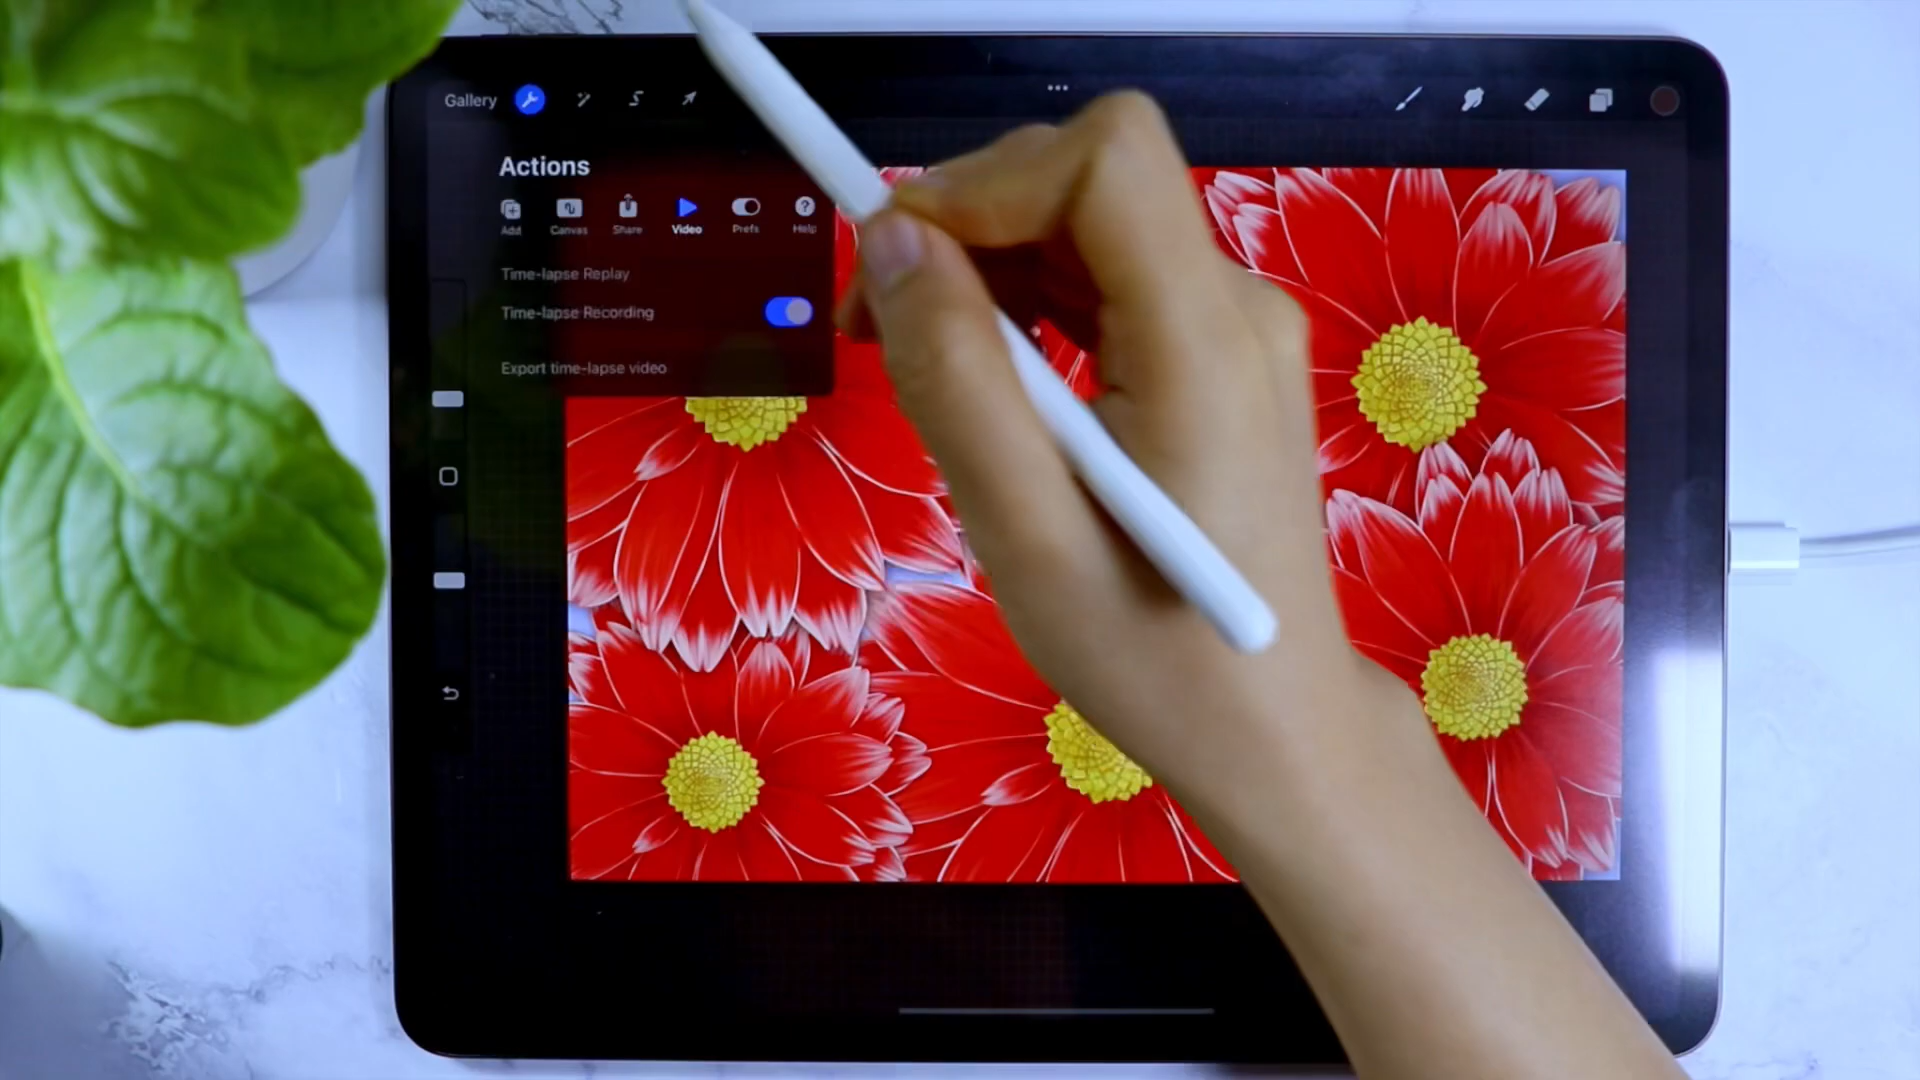 Gallery
Actions
Add Canvas Share Video Prefs Help
Time-lapse Replay
Time-lapse Recording
Export time-lapse video